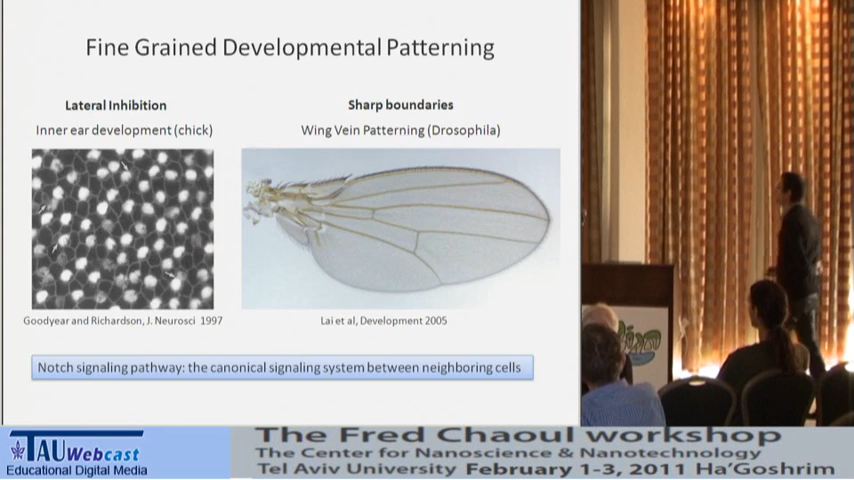 Fine Grained Developmental Patterning
Lateral Inhibition
Inner ear development (chick)
Goodyear and Richardson, J. Neurosci 1997
Sharp boundaries
Wing Vein Patterning (Drosophila)
Lai et al, Development 2005
Notch signaling pathway: the canonical signaling system between neighboring cells
TAU Webcast
Educational Digital Media
The Fred Chaoul workshop
The Center for Nanoscience & Nanotechnology
Tel Aviv University February 1-3, 2011 Ha'Goshrim